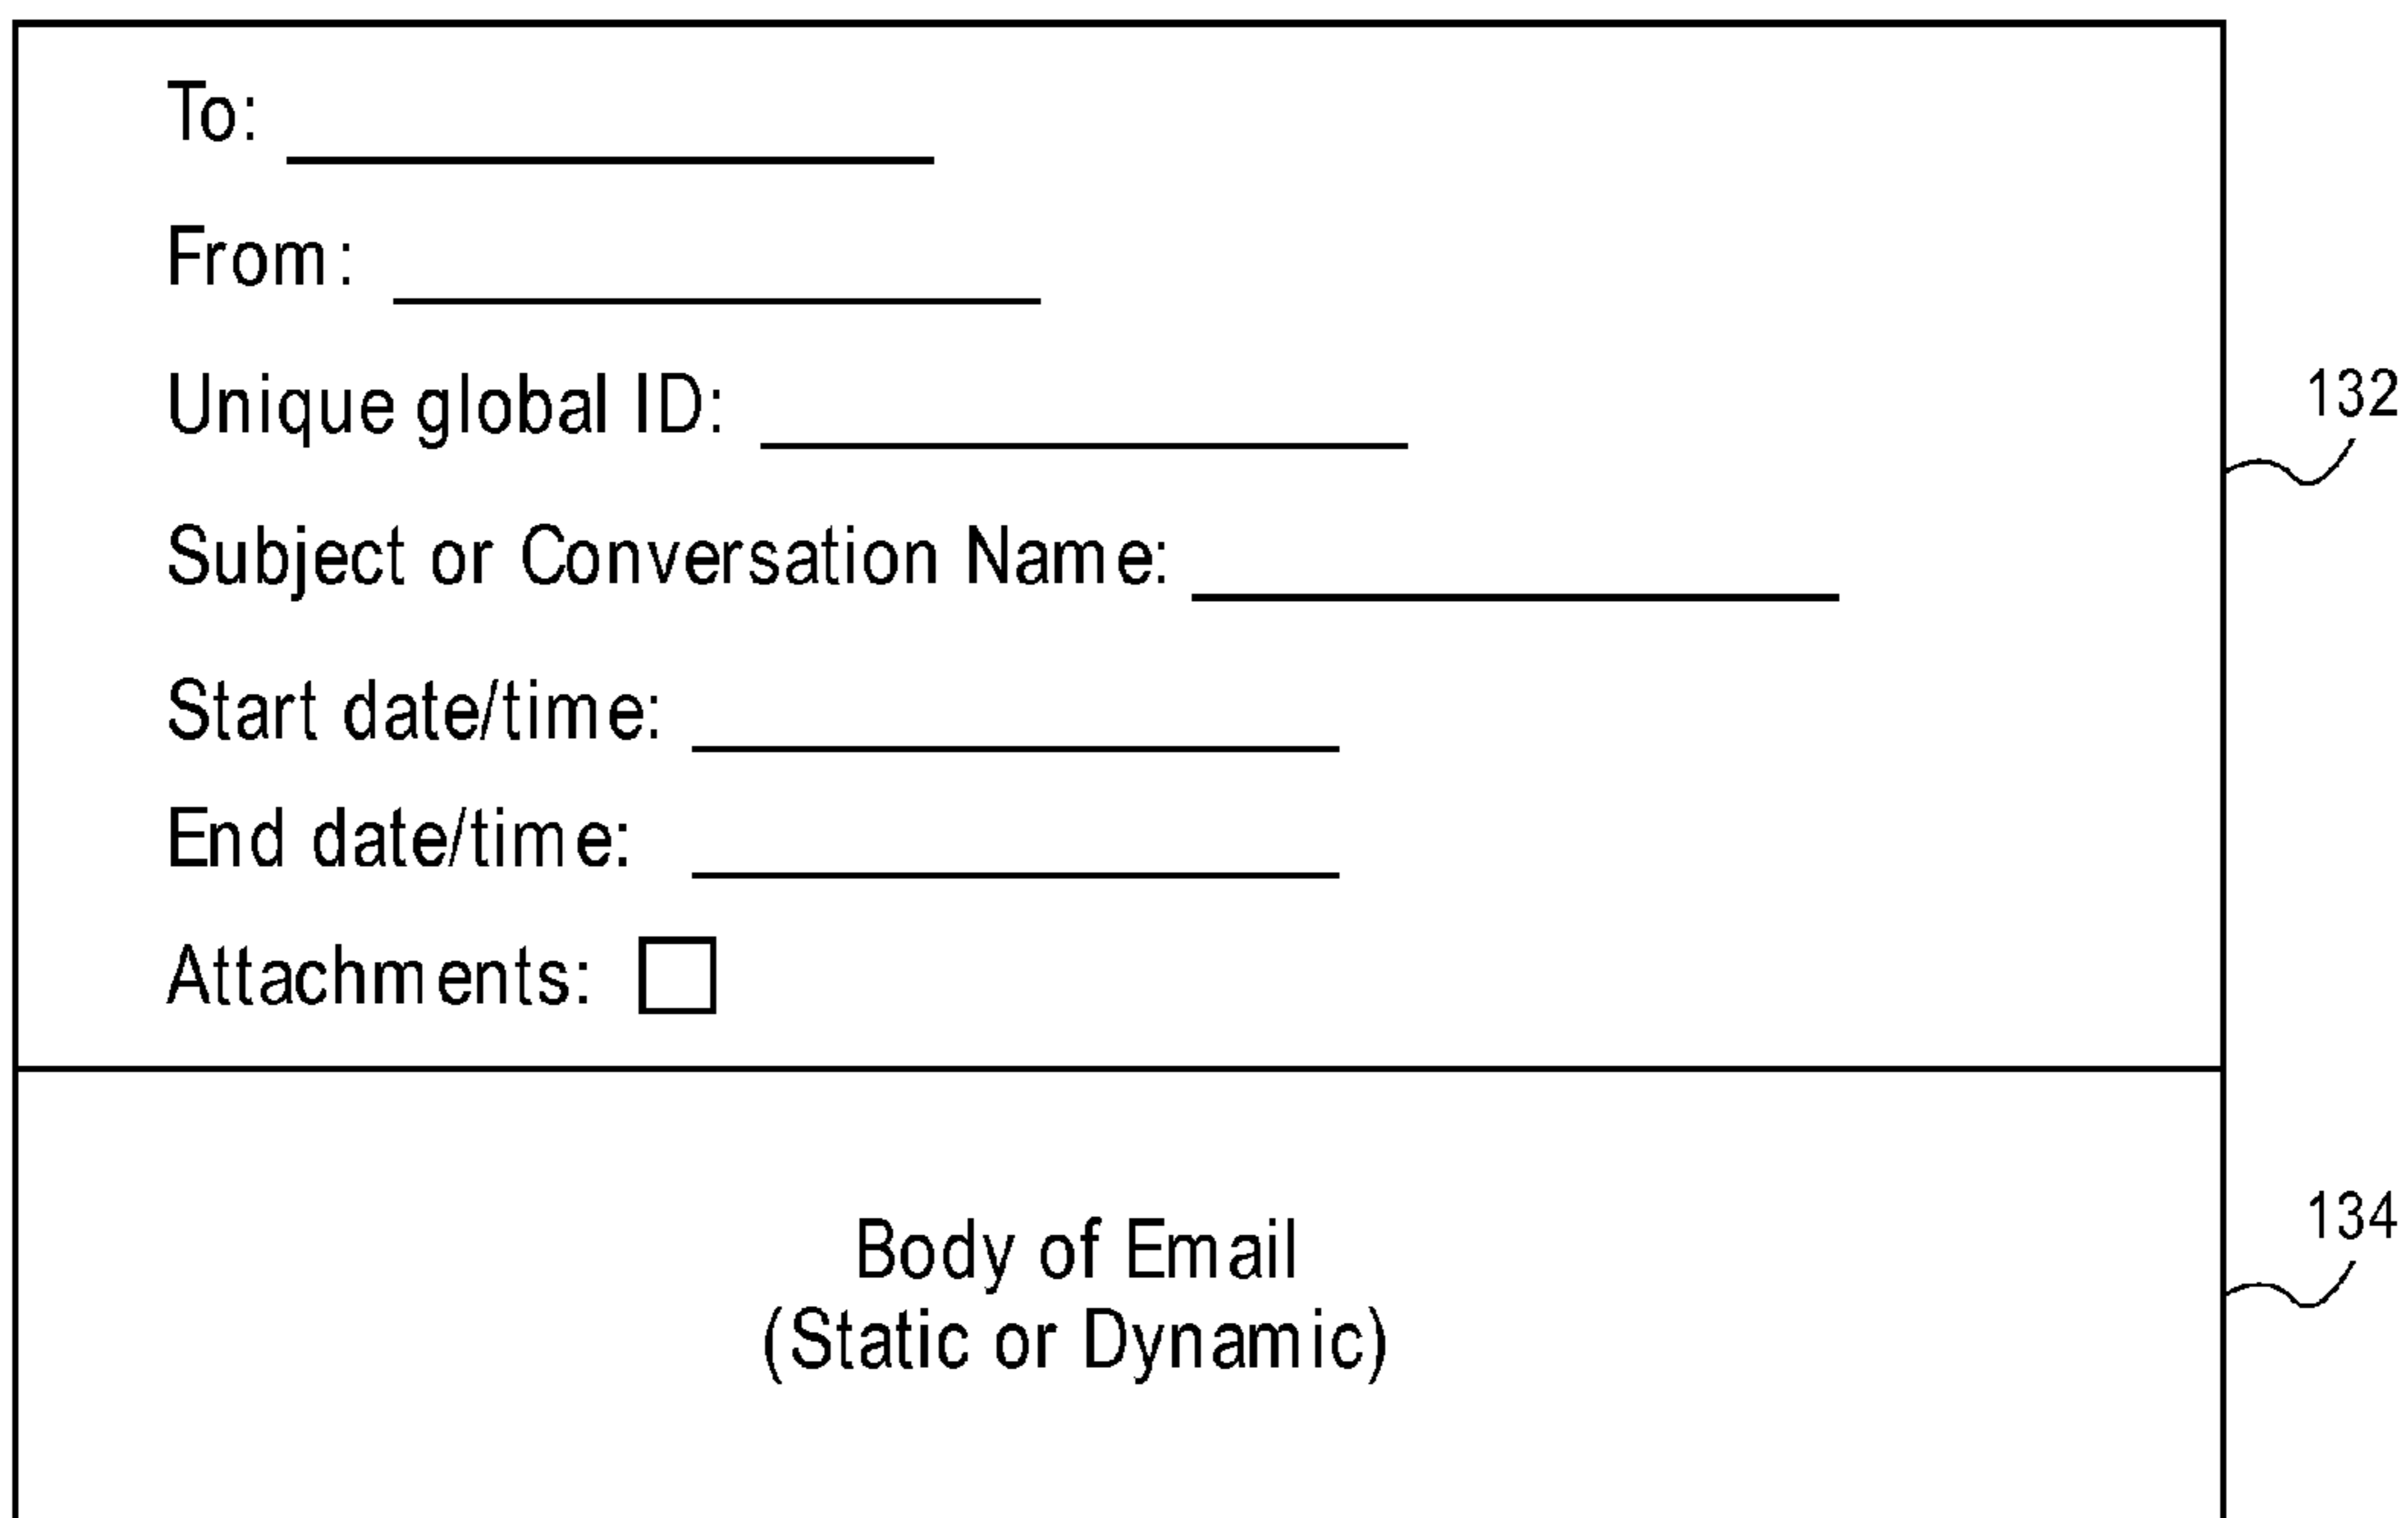 To:
From:
Unique global ID:
132
Subject or Conversation Name:
Start date/time:
End date/time:
Attachments:
134
Body of Email
(Static or Dynamic)